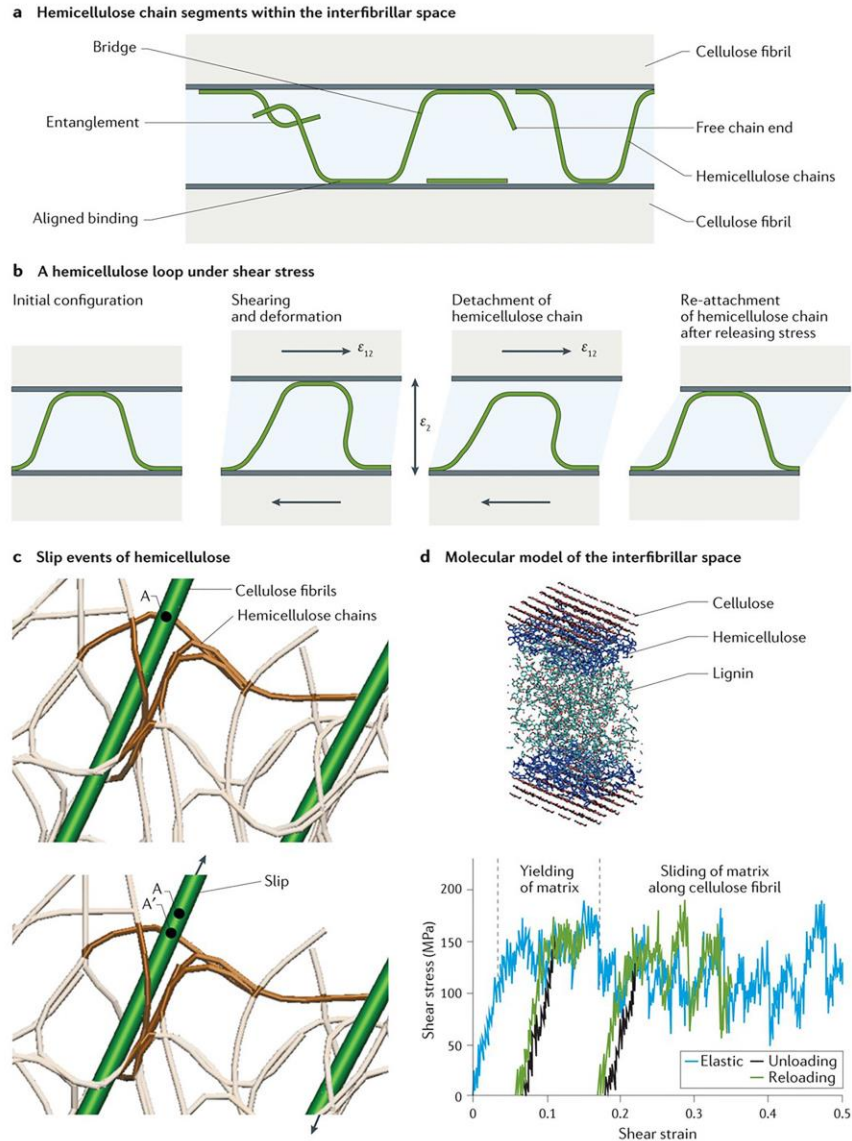 a Hemicellulose chain segments within the interfibrillar space
Bridge
Cellulose fibril
Entanglement
Free chain end
Hemicellulose chains
Aligned binding
Cellulose fibril
b A hemicellulose loop under shear stress
Initial configuration
Shearing
and deformation
Detachment of
hemicellulose chain
Re-attachment
of hemicellulose chain
after releasing stress
ε12
ε12
ε2
c Slip events of hemicellulose
A
Cellulose fibrils
Hemicellulose chains
A
A′
Slip
d Molecular model of the interfibrillar space
Cellulose
Hemicellulose
Lignin
Yielding
of matrix
Sliding of matrix
along cellulose fibril
Shear stress (MPa)
200
150
100
50
0
Elastic
Unloading
Reloading
0 0.1 0.2 0.3 0.4 0.5
Shear strain